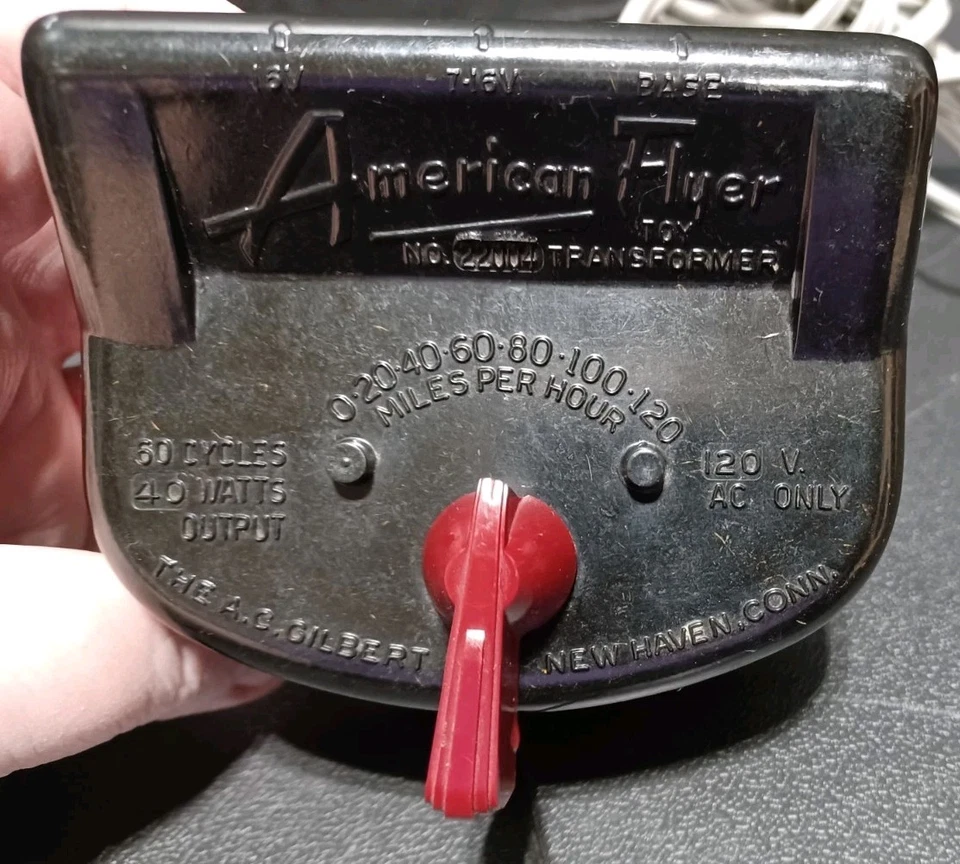 16V 7-16V BASE
American Flyer
TOY
NO. 22004 TRANSFORMER
0·20·40·60·80·100·120
MILES PER HOUR
60 CYCLES
40 WATTS
OUTPUT
120 V.
AC ONLY
THE A.C. GILBERT
NEW HAVEN, CONN.